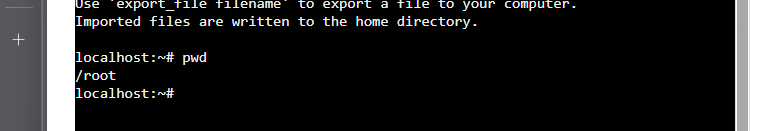 Use 'export_file filename' to export a file to your computer.
Imported files are written to the home directory.
localhost:~# pwd
/root
localhost:~#